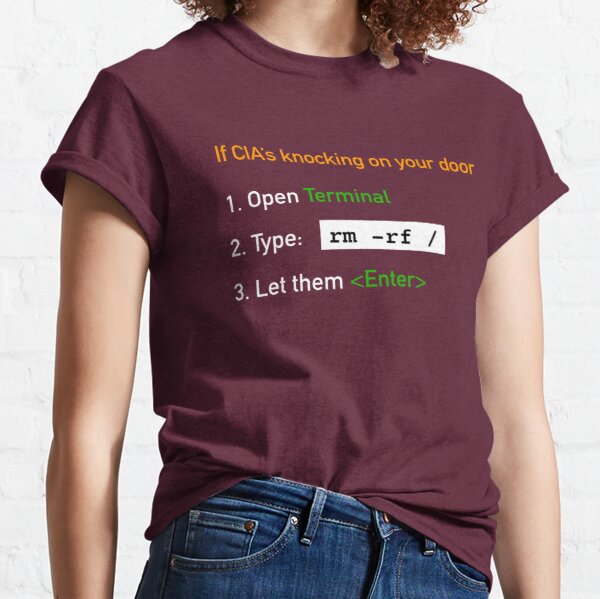 If CIA's knocking on your door
1. Open Terminal
2. Type: rm -rf /
3. Let them <Enter>